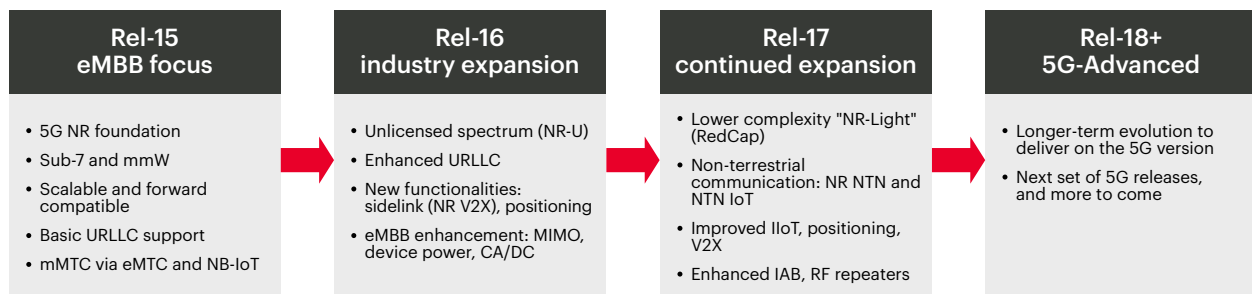 Rel-15
eMBB focus
• 5G NR foundation
• Sub-7 and mmW
• Scalable and forward
compatible
• Basic URLLC support
• mMTC via eMTC and NB-IoT
Rel-16
industry expansion
• Unlicensed spectrum (NR-U)
• Enhanced URLLC
• New functionalities:
sidelink (NR V2X), positioning
• eMBB enhancement: MIMO,
device power, CA/DC
Rel-17
continued expansion
• Lower complexity "NR-Light"
(RedCap)
• Non-terrestrial
communication: NR NTN and
NTN IoT
• Improved IIoT, positioning,
V2X
• Enhanced IAB, RF repeaters
Rel-18+
5G-Advanced
• Longer-term evolution to
deliver on the 5G version
• Next set of 5G releases,
and more to come